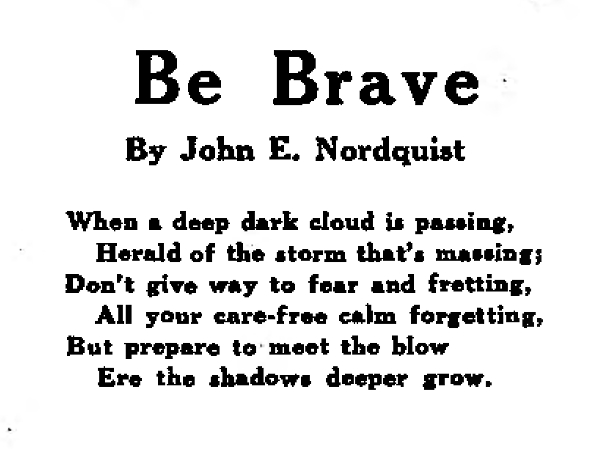 Be Brave
By John E. Nordquist
When a deep dark cloud is passing,
Herald of the storm that's massing;
Don't give way to fear and fretting,
All your care-free calm forgetting,
But prepare to meet the blow
Ere the shadows deeper grow.